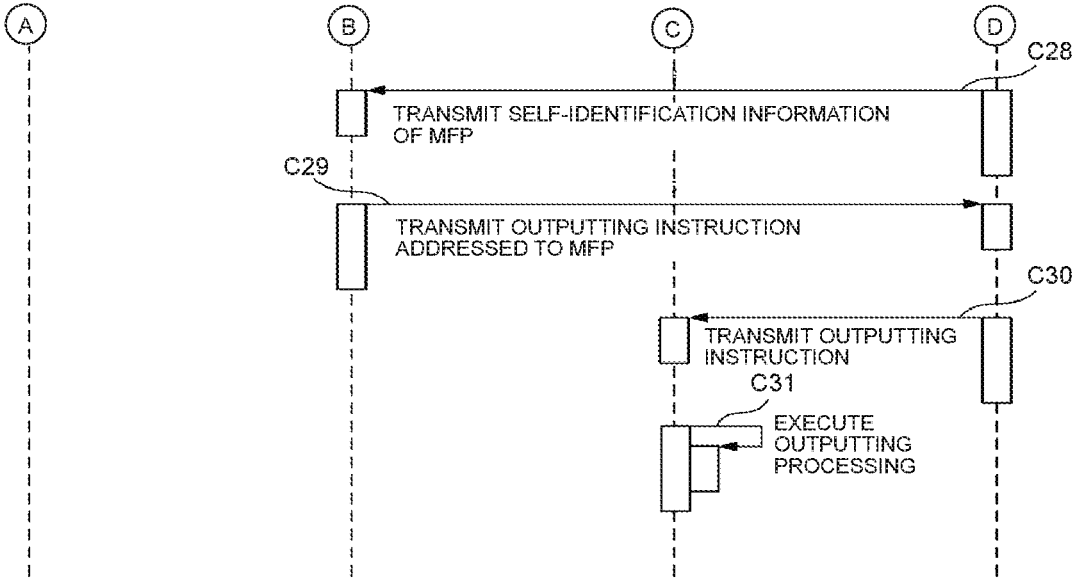 A
B
C
D
C28
TRANSMIT SELF-IDENTIFICATION INFORMATION
OF MFP
C29
TRANSMIT OUTPUTTING INSTRUCTION
ADDRESSED TO MFP
C30
TRANSMIT OUTPUTTING
INSTRUCTION
C31
EXECUTE
OUTPUTTING
PROCESSING